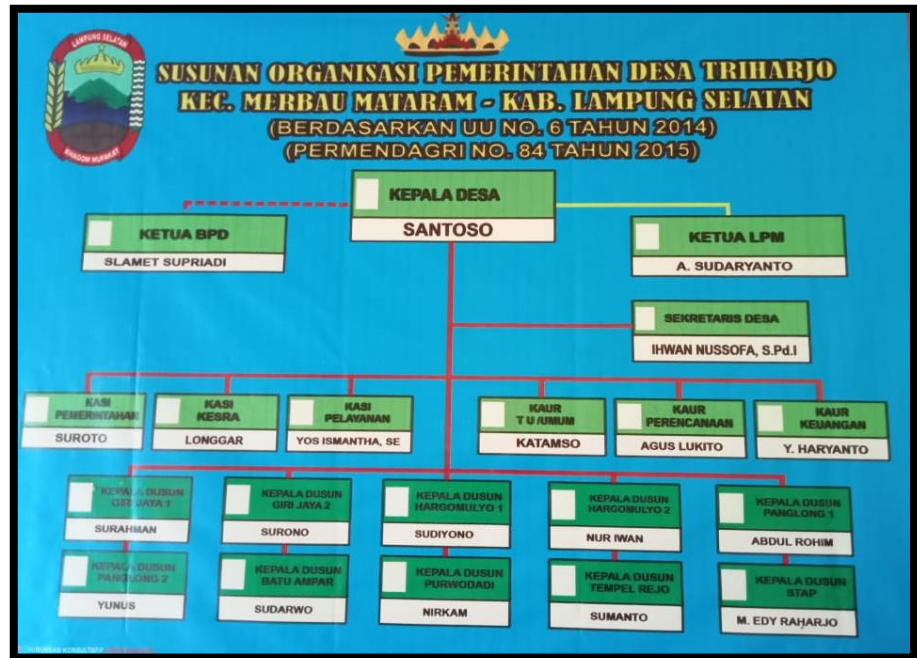 LAMPUNG SELATAN
KHAGOM MUFAKAT
SUSUNAN ORGANISASI PEMERINTAHAN DESA TRIHARJO
KEC. MERBAU MATARAM - KAB. LAMPUNG SELATAN
(BERDASARKAN UU NO. 6 TAHUN 2014)
(PERMENDAGRI NO. 84 TAHUN 2015)
KEPALA DESA
SANTOSO
KETUA BPD
SLAMET SUPRIADI
KETUA LPM
A. SUDARYANTO
SEKRETARIS DESA
IHWAN NUSSOFA, S.Pd.I
KASI
PEMERINTAHAN
SUROTO
KASI
KESRA
LONGGAR
KASI
PELAYANAN
YOS ISMANTHA, SE
KAUR
T U /UMUM
KATAMSO
KAUR
PERENCANAAN
AGUS LUKITO
KAUR
KEUANGAN
Y. HARYANTO
KEPALA DUSUN
GIRI JAYA 1
SURAHMAN
KEPALA DUSUN
GIRI JAYA 2
SURONO
KEPALA DUSUN
HARGOMULYO 1
SUDIYONO
KEPALA DUSUN
HARGOMULYO 2
NUR IWAN
KEPALA DUSUN
PANGLONG 1
ABDUL ROHIM
KEPALA DUSUN
PANGLONG 2
YUNUS
KEPALA DUSUN
BATU AMPAR
SUDARWO
KEPALA DUSUN
PURWODADI
NIRKAM
KEPALA DUSUN
TEMPEL REJO
SUMANTO
KEPALA DUSUN
STAP
M. EDY RAHARJO
HUBUNGAN KONSULTATIF